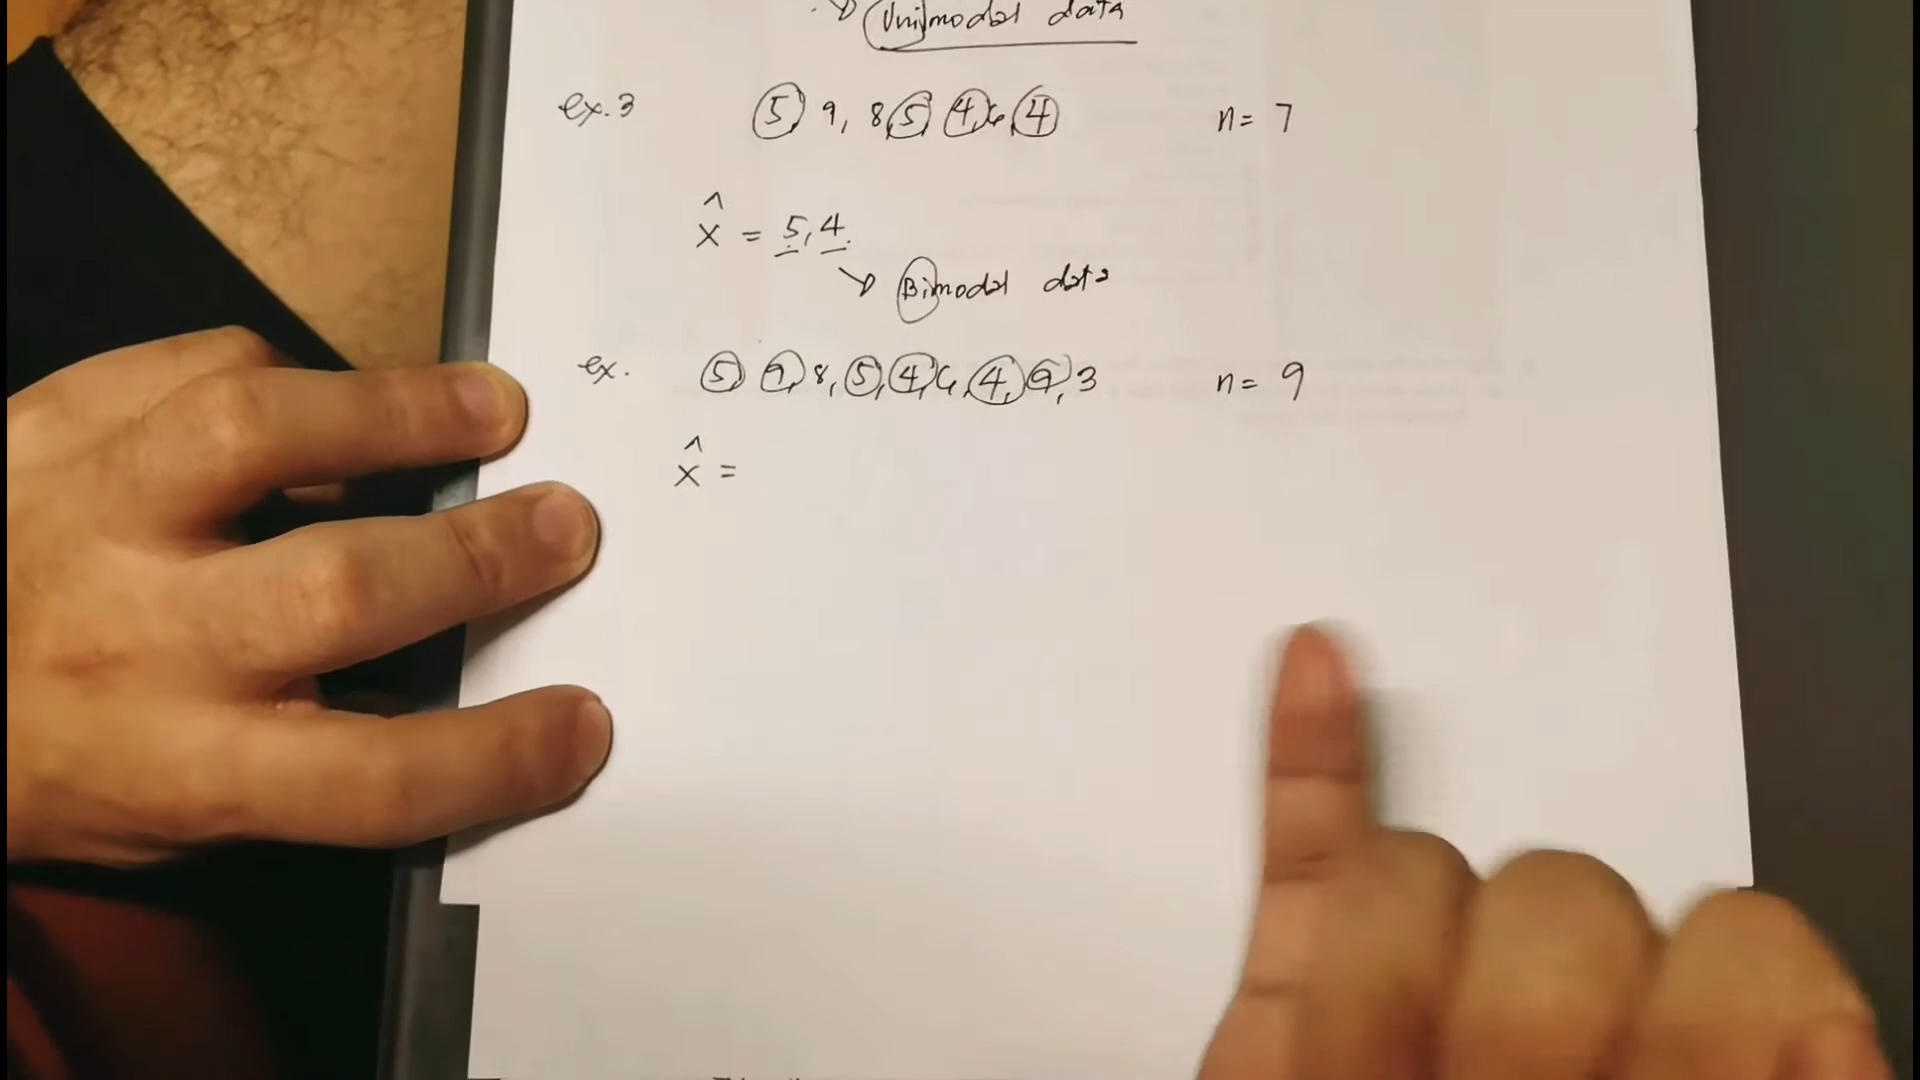 Unimodal data
ex.3 5 9, 8, 5 4, 6, 4 n = 7
x̂ = 5, 4
Bimodal data
ex. 5 9, 8, 5, 4, 6, 4, 9, 3 n = 9
x̂ =